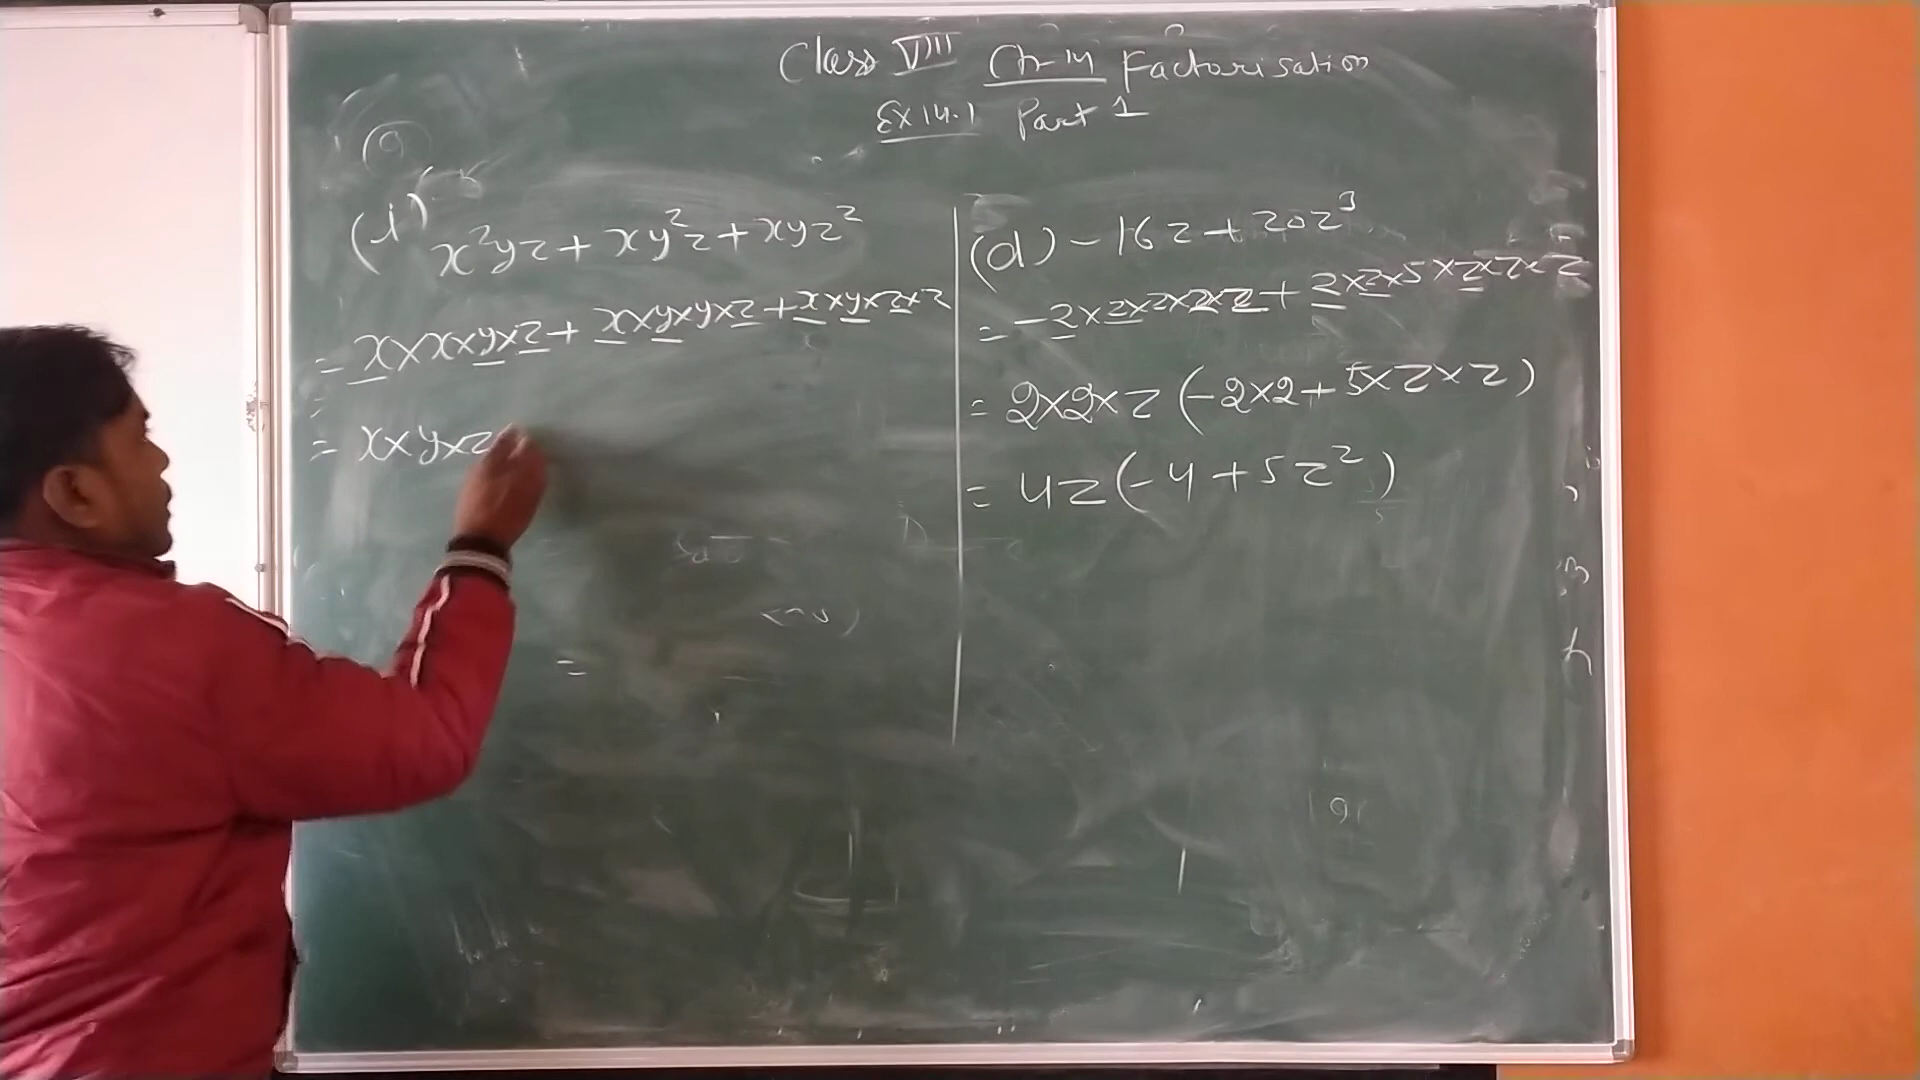 Class VIII Ch-14 Factorisation
Ex 14.1 Part 1
(i) x²yz + xy²z + xyz²
= x×x×y×z + x×y×y×z + x×y×z×z
= x×y×z
(d) -16z + 20z³
= -2×2×2×2×z + 2×2×5×z×z×z
= 2×2×z (-2×2 + 5×z×z)
= 4z(-4 + 5z²)